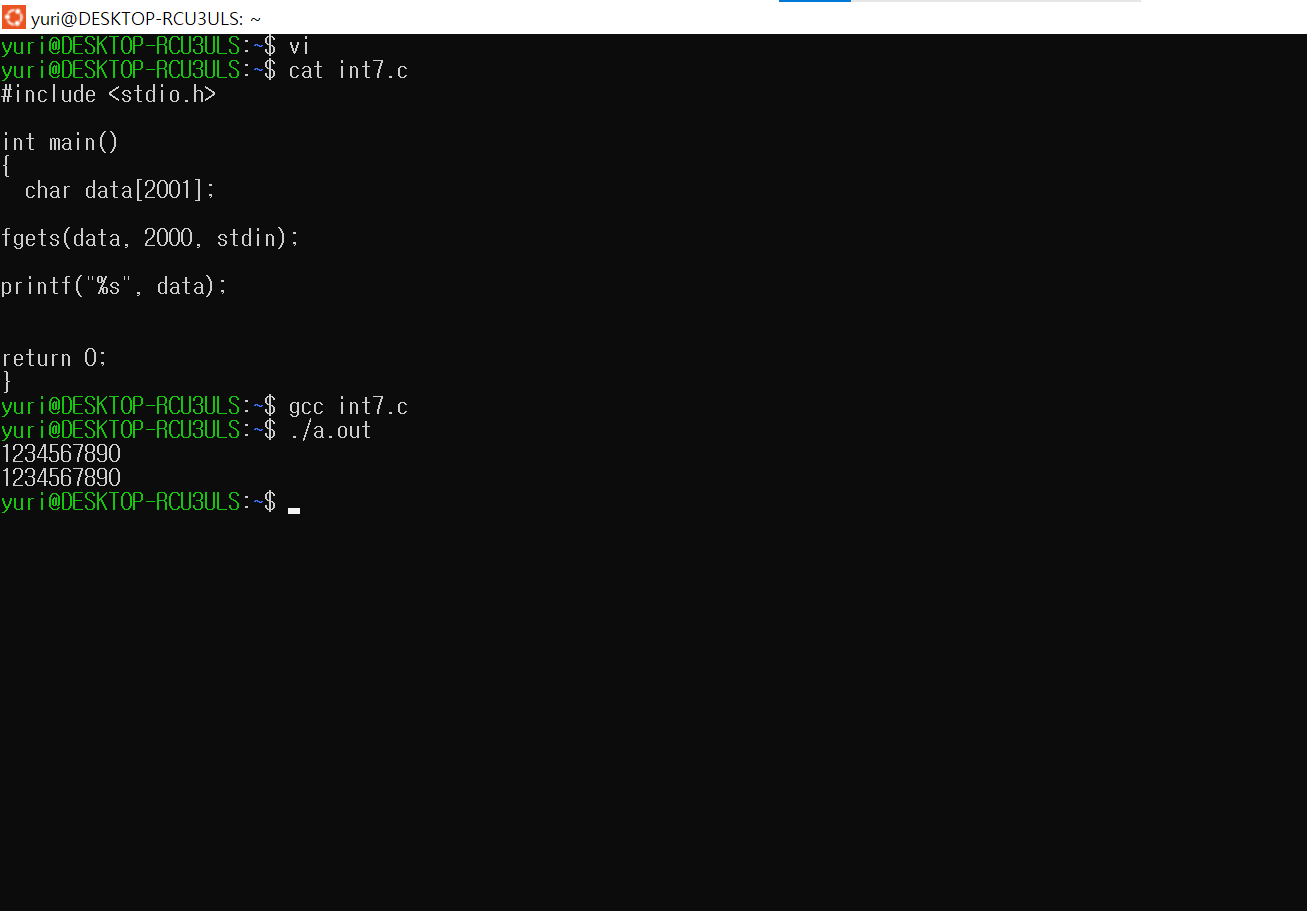 yuri@DESKTOP-RCU3ULS: ~
yuri@DESKTOP-RCU3ULS:~$ vi
yuri@DESKTOP-RCU3ULS:~$ cat int7.c
#include <stdio.h>
int main()
{
  char data[2001];
fgets(data, 2000, stdin);
printf("%s", data);
return 0;
}
yuri@DESKTOP-RCU3ULS:~$ gcc int7.c
yuri@DESKTOP-RCU3ULS:~$ ./a.out
1234567890
1234567890
yuri@DESKTOP-RCU3ULS:~$